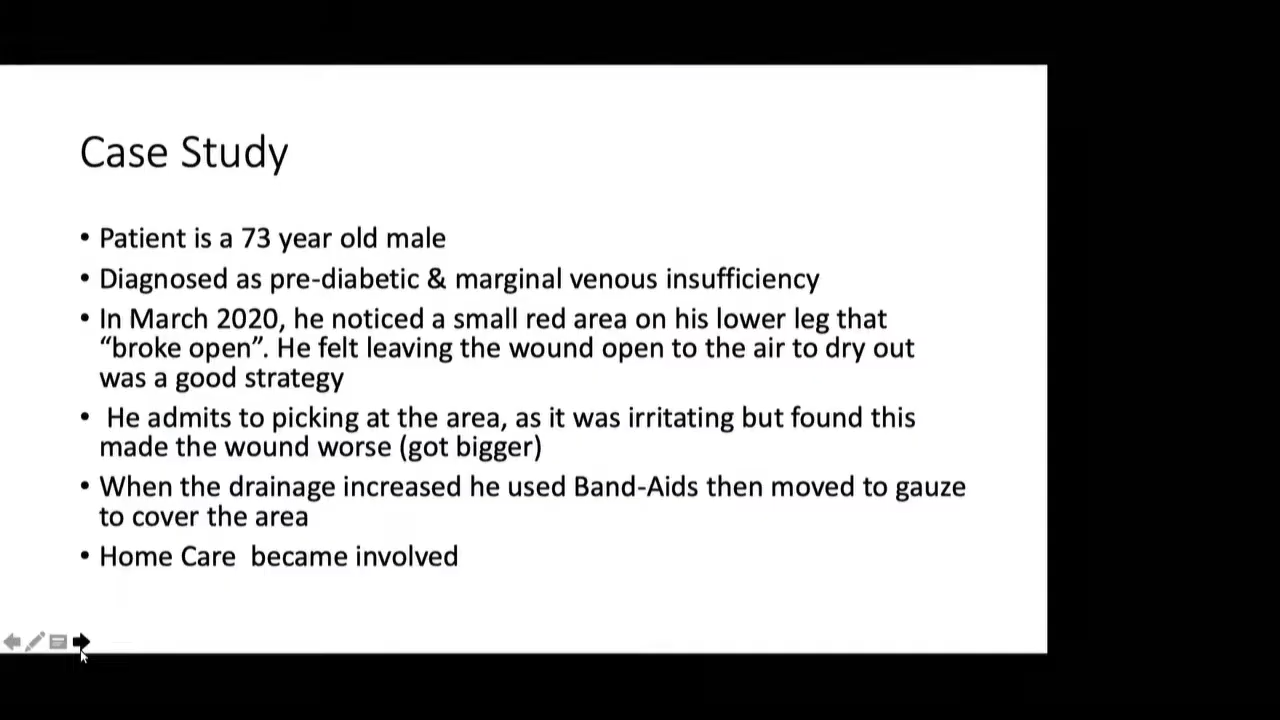 Case Study
• Patient is a 73 year old male
• Diagnosed as pre-diabetic & marginal venous insufficiency
• In March 2020, he noticed a small red area on his lower leg that
“broke open”. He felt leaving the wound open to the air to dry out
was a good strategy
• He admits to picking at the area, as it was irritating but found this
made the wound worse (got bigger)
• When the drainage increased he used Band-Aids then moved to gauze
to cover the area
• Home Care  became involved